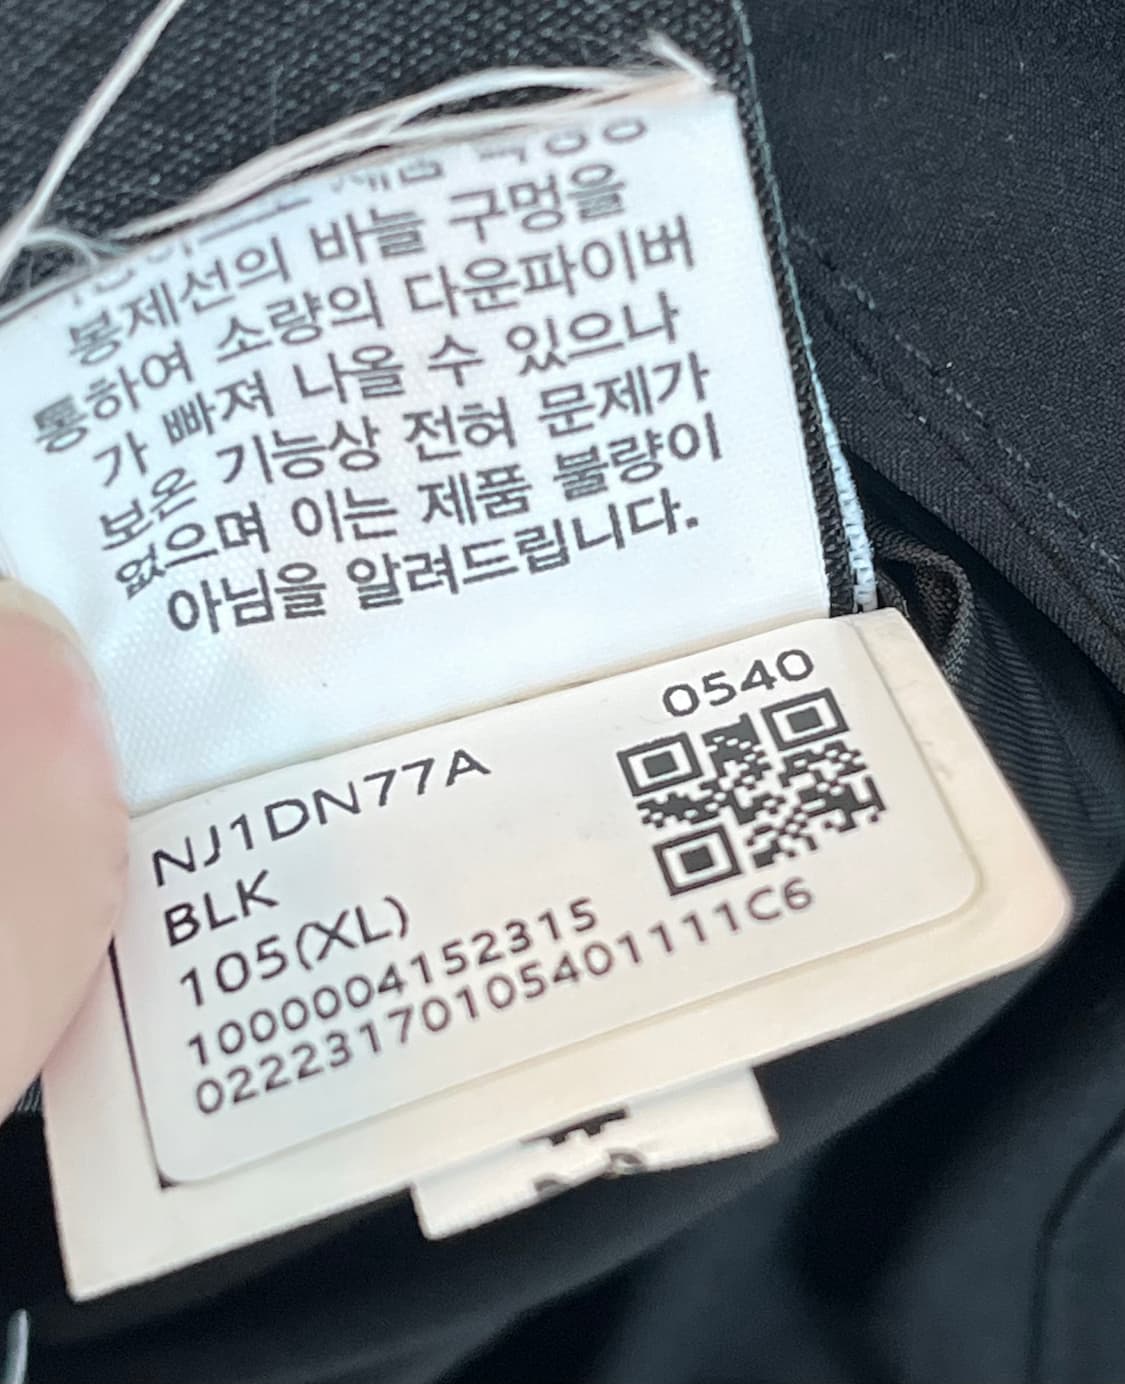 봉제선의 바늘 구멍을
통하여 소량의 다운파이버
가 빠져 나올 수 있으나
보온 기능상 전혀 문제가
없으며 이는 제품 불량이
아님을 알려드립니다.
0540
NJ1DN77A
BLK
105(XL)
1000004152315
02223170105401111C6